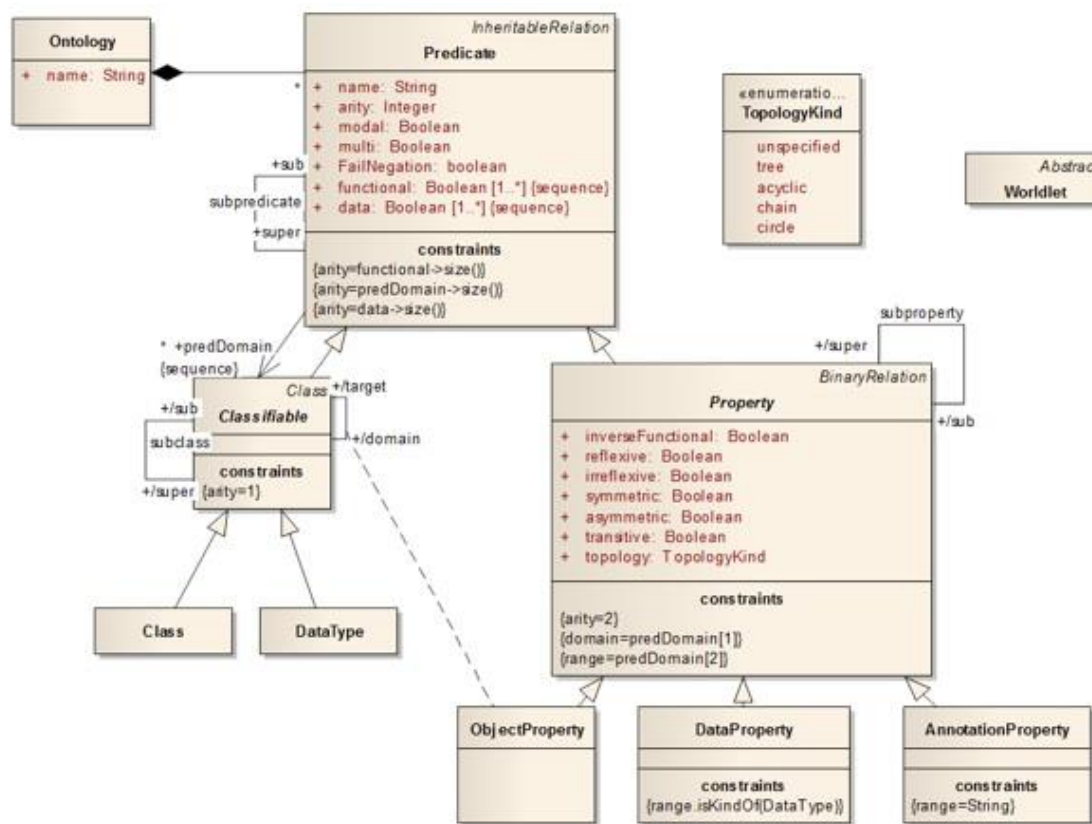 Ontology
+ name: String
InheritableRelation
Predicate
+ name: String
+ arity: Integer
+ modal: Boolean
+ multi: Boolean
+ FailNegation: boolean
+ functional: Boolean [1..*] {sequence}
+ data: Boolean [1..*] {sequence}
constraints
{arity=functional->size()}
{arity=predDomain->size()}
{arity=data->size()}
*
+sub
subpredicate
+super
«enumeratio...
TopologyKind
unspecified
tree
acyclic
chain
circle
Abstrac
Worldlet
* +predDomain
{sequence}
Class
Classifiable
constraints
{arity=1}
+/target
+/domain
+/sub
subclass
+/super
subproperty
+/super
+/sub
BinaryRelation
Property
+ inverseFunctional: Boolean
+ reflexive: Boolean
+ irreflexive: Boolean
+ symmetric: Boolean
+ asymmetric: Boolean
+ transitive: Boolean
+ topology: TopologyKind
constraints
{arity=2}
{domain=predDomain[1]}
{range=predDomain[2]}
Class
DataType
ObjectProperty
DataProperty
constraints
{range.isKindOf(DataType)}
AnnotationProperty
constraints
{range=String}